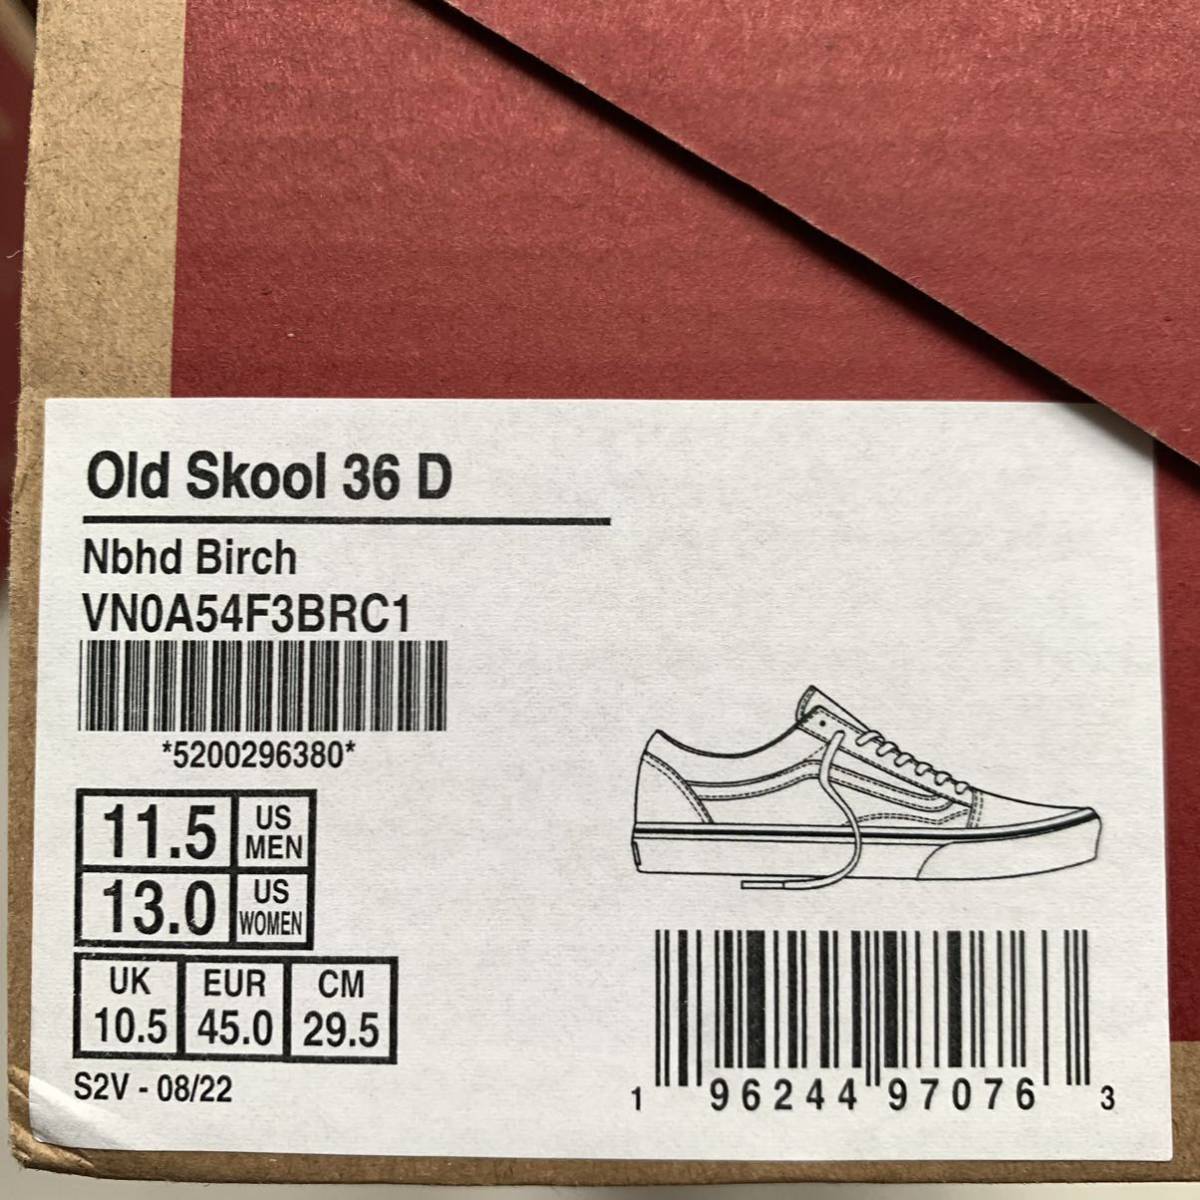 Old Skool 36 D
Nbhd Birch
VN0A54F3BRC1
*5200296380*
11.5 US MEN
13.0 US WOMEN
UK EUR CM
10.5 45.0 29.5
S2V - 08/22
1 96244 97076 3